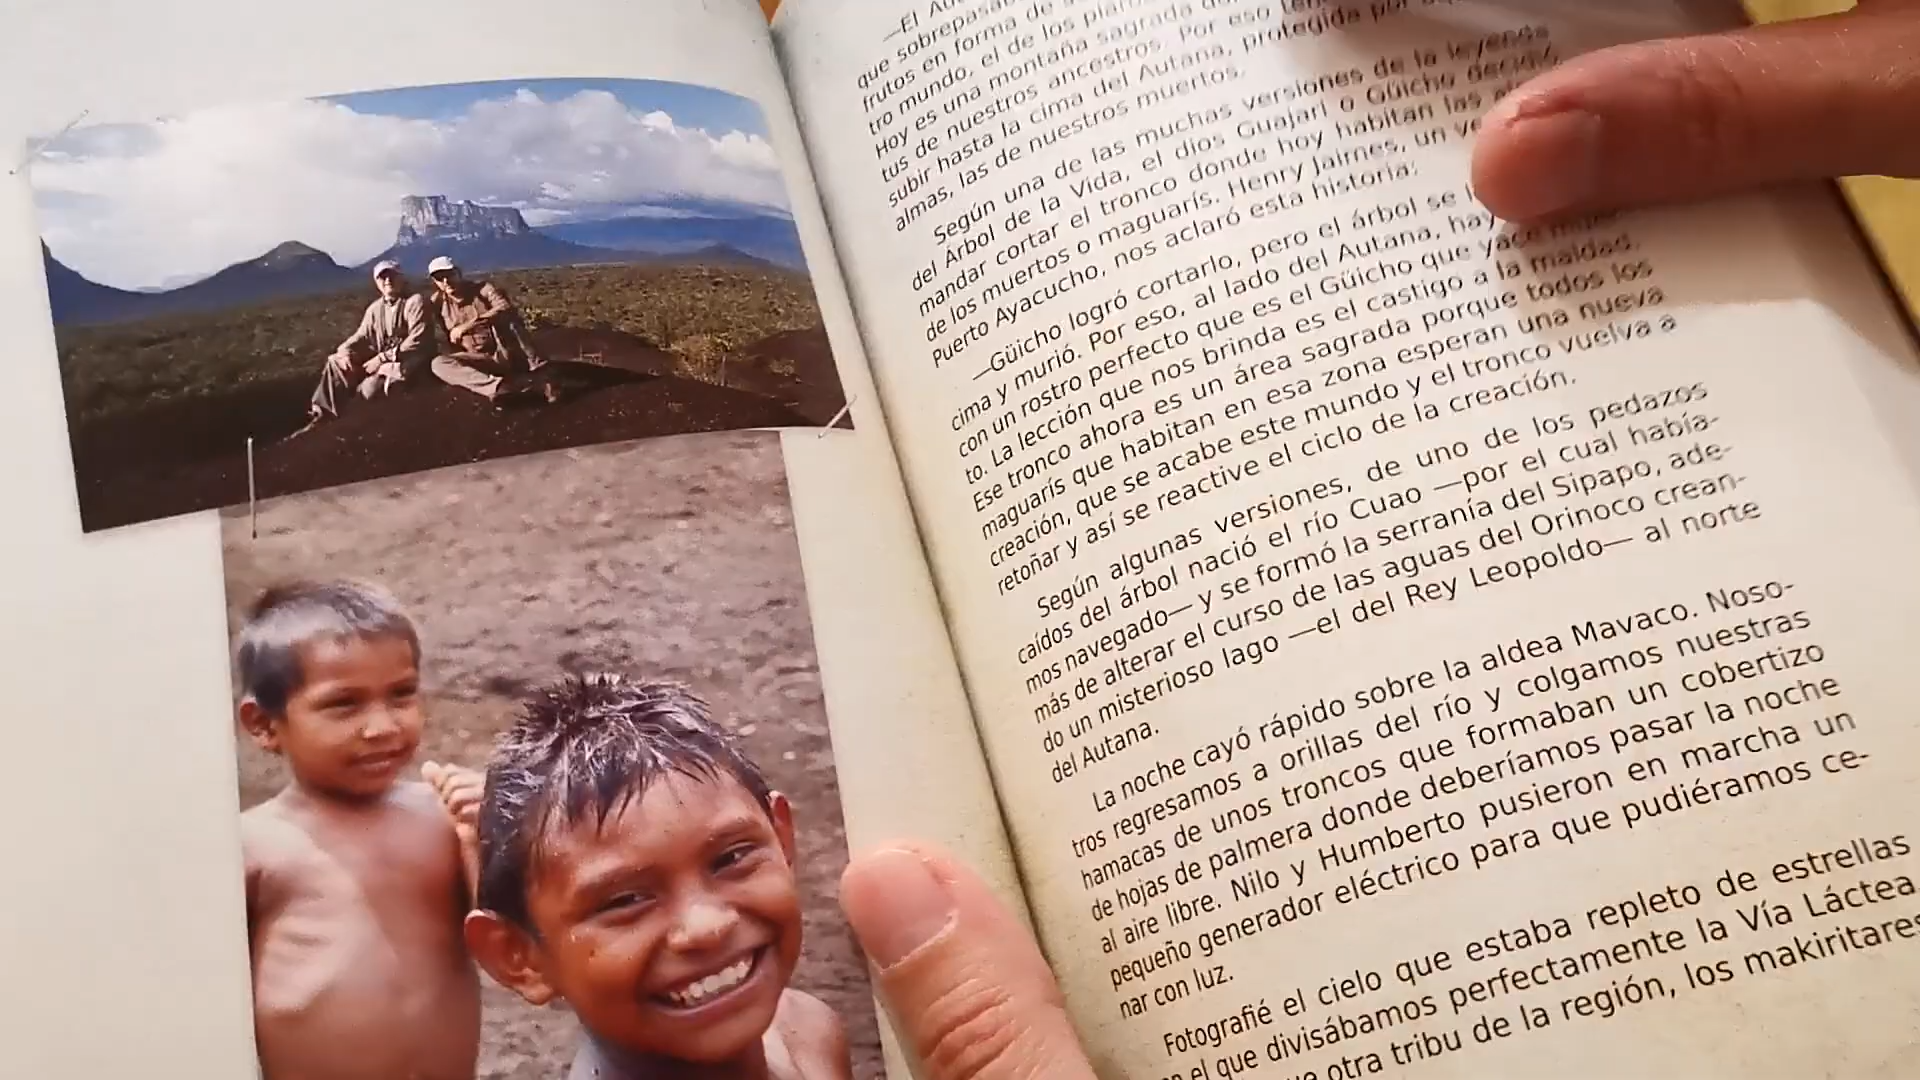 —El
que sobrepasa
frutos en forma de
tro mundo, el de los
Hoy es una montaña sagrada
tus de nuestros ancestros. Por eso
subir hasta la cima del Autana, protegida por
almas, las de nuestros muertos.
Según una de las muchas versiones de la leyenda
del Árbol de la Vida, el dios Guajarí o Güicho decidió
mandar cortar el tronco donde hoy habitan las
de los muertos o maguarís. Henry Jaimes, un
Puerto Ayacucho, nos aclaró esta historia:
—Güicho logró cortarlo, pero el árbol se
cima y murió. Por eso, al lado del Autana, hay
con un rostro perfecto que es el Güicho que yace
to. La lección que nos brinda es el castigo a la maldad.
Ese tronco ahora es un área sagrada porque todos los
maguarís que habitan en esa zona esperan una nueva
creación, que se acabe este mundo y el tronco vuelva a
retoñar y así se reactive el ciclo de la creación.
Según algunas versiones, de uno de los pedazos
caídos del árbol nació el río Cuao —por el cual había-
mos navegado— y se formó la serranía del Sipapo, ade-
más de alterar el curso de las aguas del Orinoco crean-
do un misterioso lago —el del Rey Leopoldo— al norte
del Autana.
La noche cayó rápido sobre la aldea Mavaco. Noso-
tros regresamos a orillas del río y colgamos nuestras
hamacas de unos troncos que formaban un cobertizo
de hojas de palmera donde deberíamos pasar la noche
al aire libre. Nilo y Humberto pusieron en marcha un
pequeño generador eléctrico para que pudiéramos ce-
nar con luz.
Fotografié el cielo que estaba repleto de estrellas
en el que divisábamos perfectamente la Vía Láctea
otra tribu de la región, los makiritares